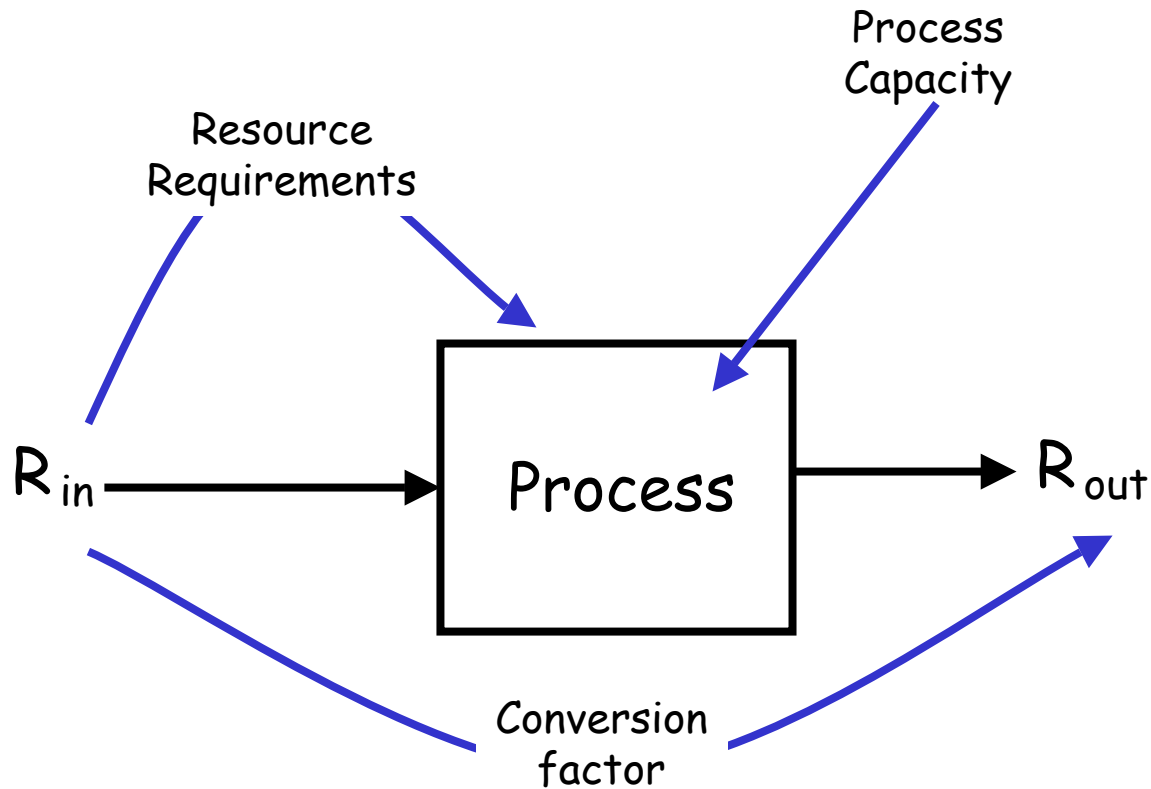 Process
Capacity
Resource
Requirements
R in
Process
R out
Conversion
factor